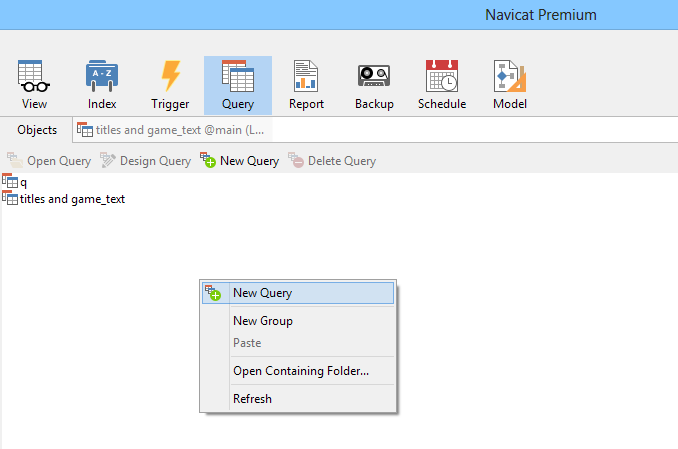 Navicat Premium
View
A - Z
Index
Trigger
Query
Report
Backup
Schedule
Model
Objects
titles and game_text @main (L...
Open Query
Design Query
New Query
Delete Query
q
titles and game_text
New Query
New Group
Paste
Open Containing Folder...
Refresh